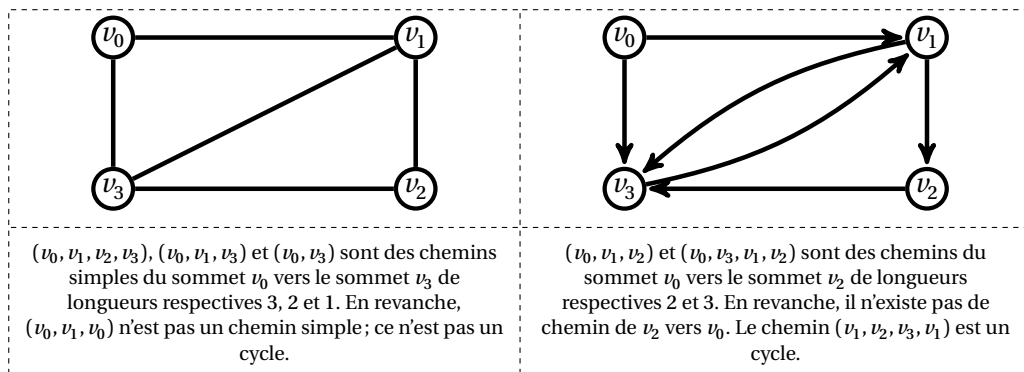 v₀ v₁
v₃ v₂
(v₀, v₁, v₂, v₃), (v₀, v₁, v₃) et (v₀, v₃) sont des chemins
simples du sommet v₀ vers le sommet v₃ de
longueurs respectives 3, 2 et 1. En revanche,
(v₀, v₁, v₀) n'est pas un chemin simple ; ce n'est pas un
cycle.
v₀ v₁
v₃ v₂
(v₀, v₁, v₂) et (v₀, v₃, v₁, v₂) sont des chemins du
sommet v₀ vers le sommet v₂ de longueurs
respectives 2 et 3. En revanche, il n'existe pas de
chemin de v₂ vers v₀. Le chemin (v₁, v₂, v₃, v₁) est un
cycle.